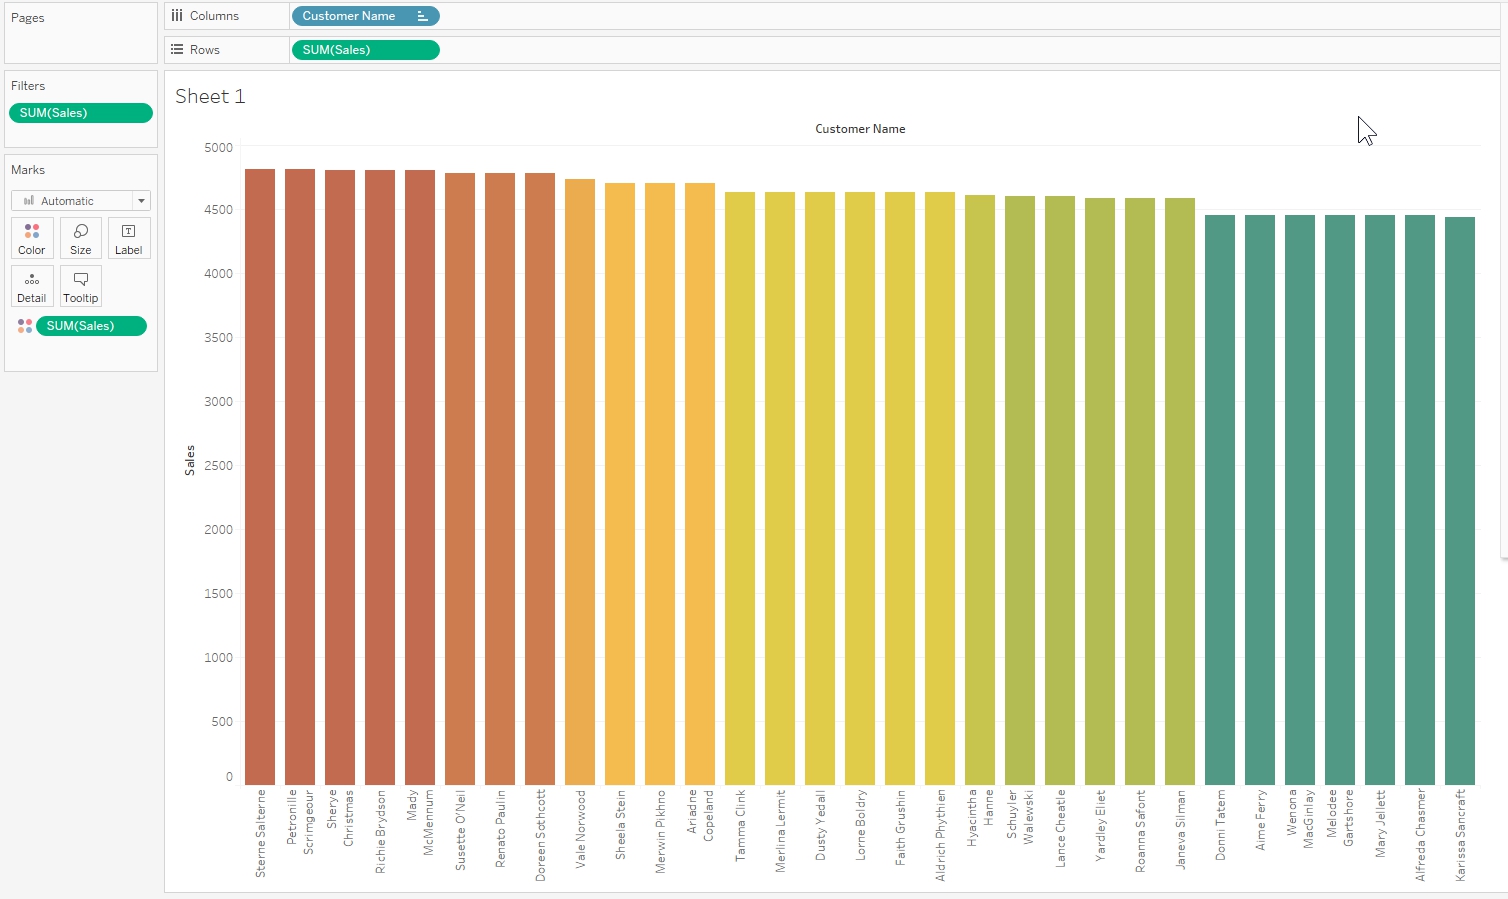 Pages
Columns
Customer Name
Rows
SUM(Sales)
Filters
SUM(Sales)
Marks
Automatic
Color
Size
Label
Detail
Tooltip
SUM(Sales)
Sheet 1
Customer Name
Sales
5000
4500
4000
3500
3000
2500
2000
1500
1000
500
0
Sterne Salterne
Petronille
Scrimgeour
Sherye
Christmas
Richie Brydson
Mady
McMennum
Susette O'Neil
Renato Paulin
Doreen Sothcott
Vale Norwood
Sheela Stein
Merwin Pikhno
Ariadne
Copeland
Tamma Clink
Merlina Lermit
Dusty Yedall
Lorne Boldry
Faith Grushin
Aldrich Phythien
Hyacintha
Hanne
Schuyler
Walewski
Lance Cheatle
Yardley Eliet
Roanna Safont
Janeva Silman
Donni Tatem
Aime Ferry
Wenona
MacGinlay
Melodee
Gartshore
Mary Jellett
Alfreda Chasmer
Karissa Sancraft